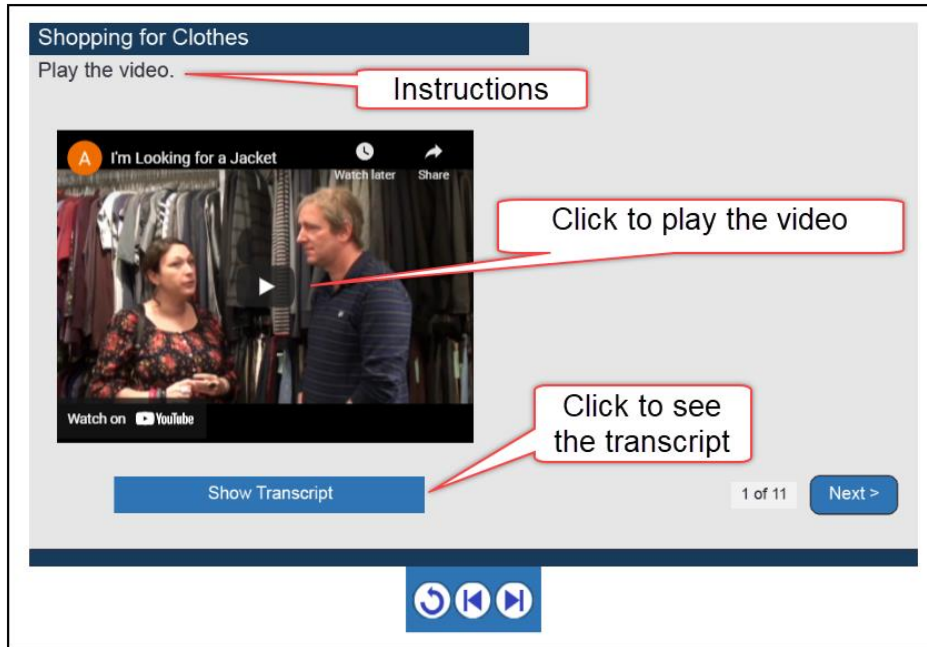 Shopping for Clothes
Play the video.
Instructions
A I'm Looking for a Jacket
Watch later
Share
Click to play the video
Watch on YouTube
Click to see
the transcript
Show Transcript
1 of 11
Next >